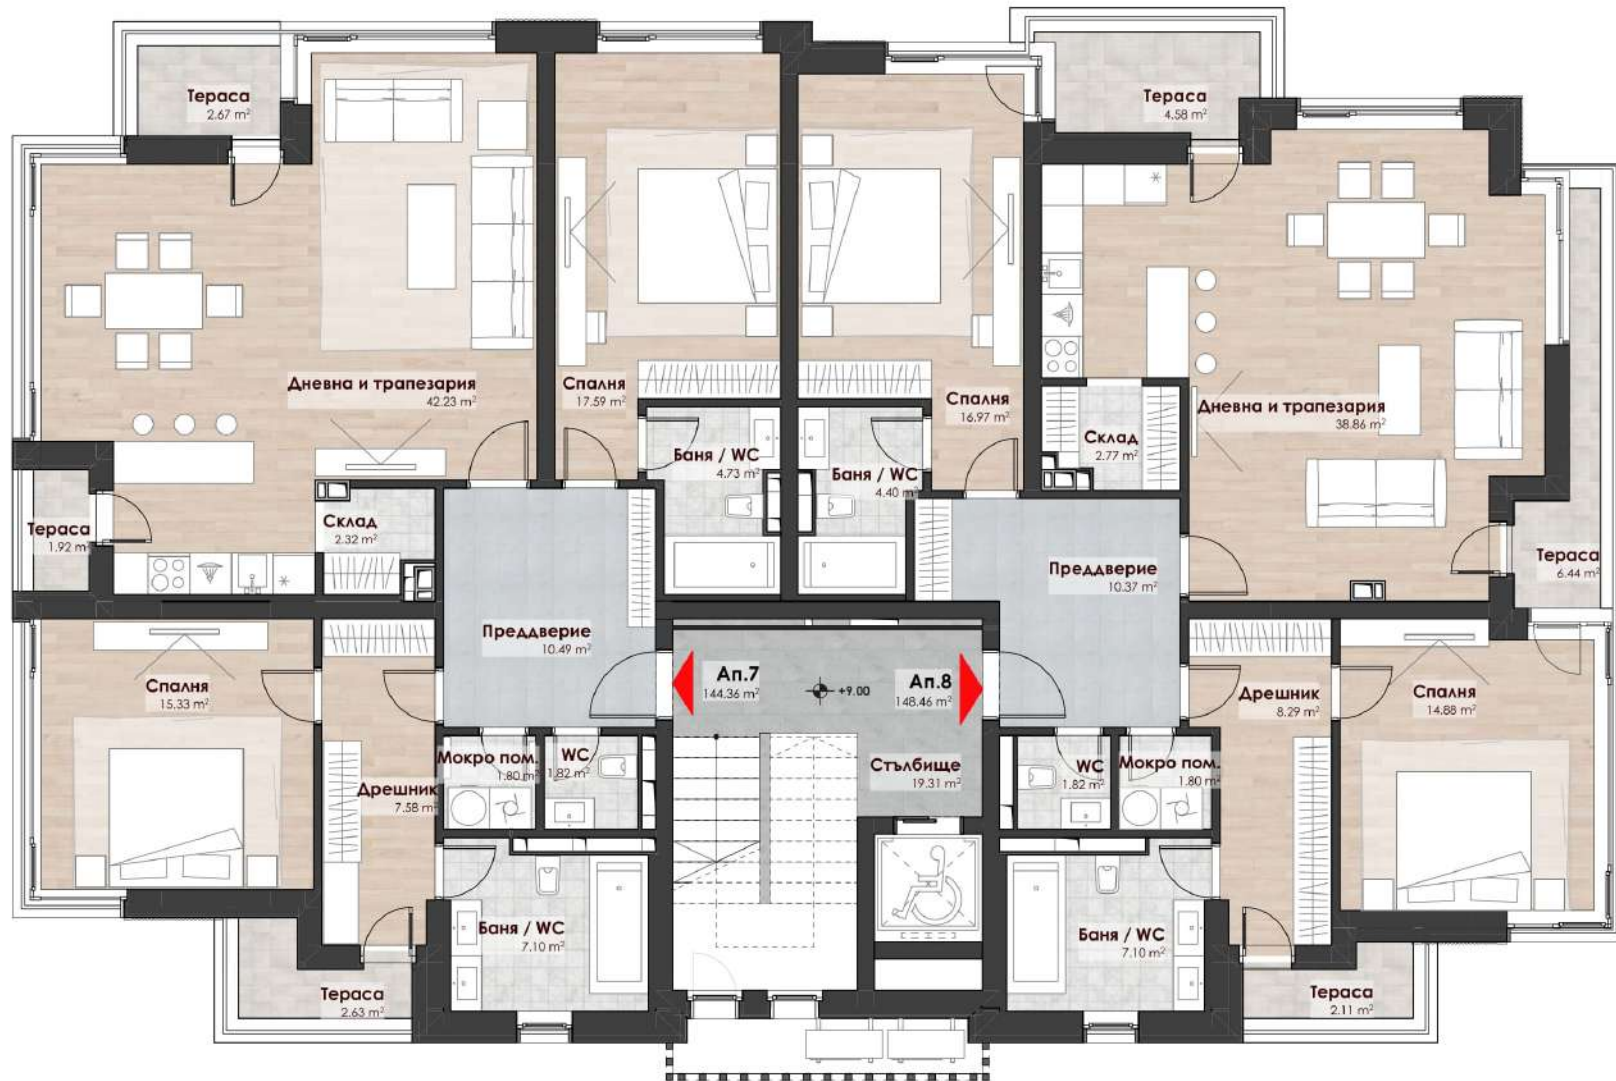 Тераса
2.67 m²
Тераса
4.58 m²
Дневна и трапезария
42.23 m²
Спалня
17.59 m²
Спалня
16.97 m²
Дневна и трапезария
38.86 m²
Баня / WC
4.73 m²
Баня / WC
4.40 m²
Склад
2.77 m²
Тераса
1.92 m²
Склад
2.32 m²
Тераса
6.44 m²
Преддверие
10.49 m²
Преддверие
10.37 m²
Спалня
15.33 m²
Ап.7
144.36 m²
+9.00
Ап.8
148.46 m²
Дрешник
8.29 m²
Спалня
14.88 m²
Мокро пом.
1.80 m²
WC
1.82 m²
Стълбище
19.31 m²
WC
1.82 m²
Мокро пом.
1.80 m²
Дрешник
7.58 m²
Баня / WC
7.10 m²
Баня / WC
7.10 m²
Тераса
2.63 m²
Тераса
2.11 m²